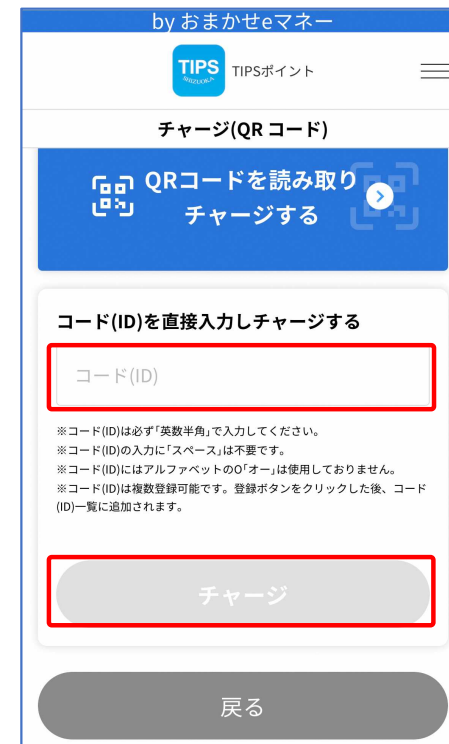 by おまかせeマネー
TIPS
SHIZUOKA
TIPSポイント
チャージ(QR コード)
QRコードを読み取り
チャージする
コード(ID)を直接入力しチャージする
コード(ID)
※コード(ID)は必ず「英数半角」で入力してください。
※コード(ID)の入力に「スペース」は不要です。
※コード(ID)にはアルファベットのO「オー」は使用しておりません。
※コード(ID)は複数登録可能です。登録ボタンをクリックした後、コード
(ID)一覧に追加されます。
チャージ
戻る